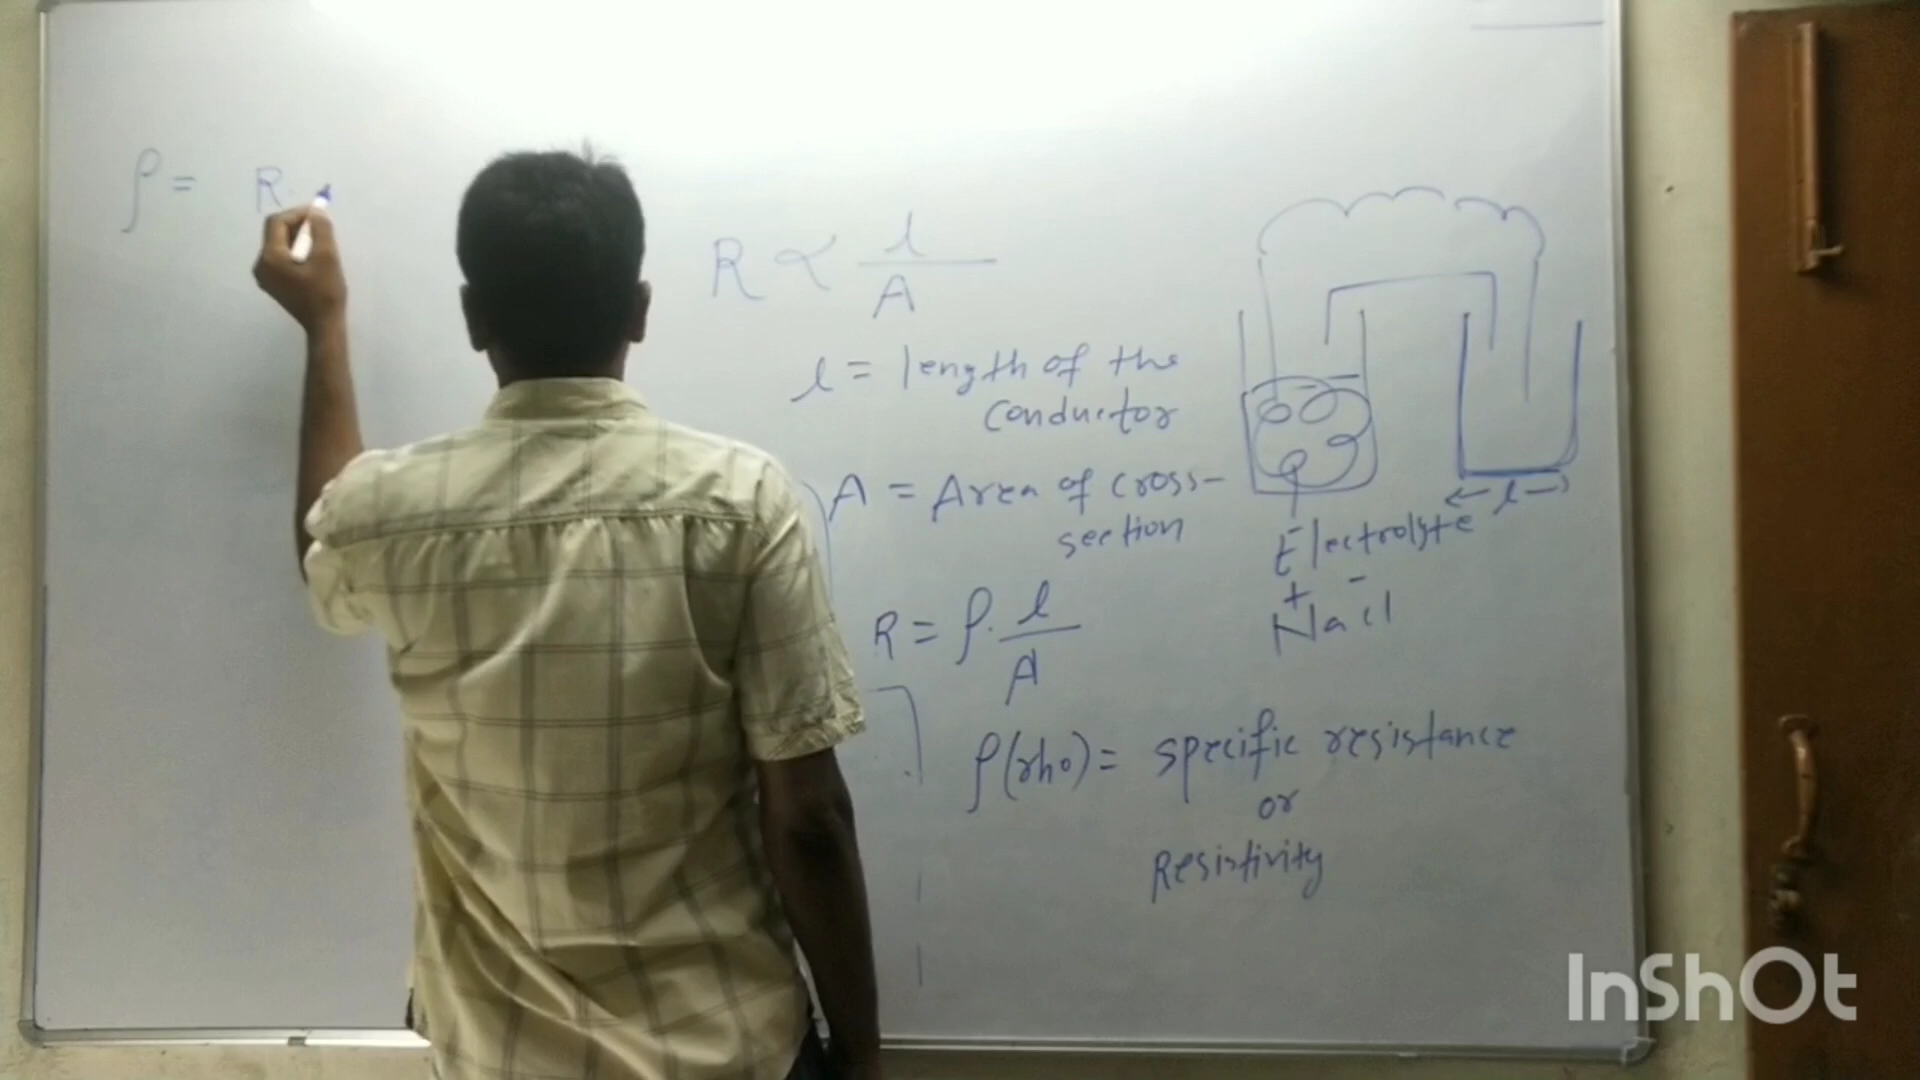 ρ = R.
R ∝ l
A
l = length of the
conductor
A = Area of cross-
section
R = ρ. l
A
ρ(rho) = specific resistance
or
Resistivity
← l →
Electrolyte
+ -
Nacl
InShOt